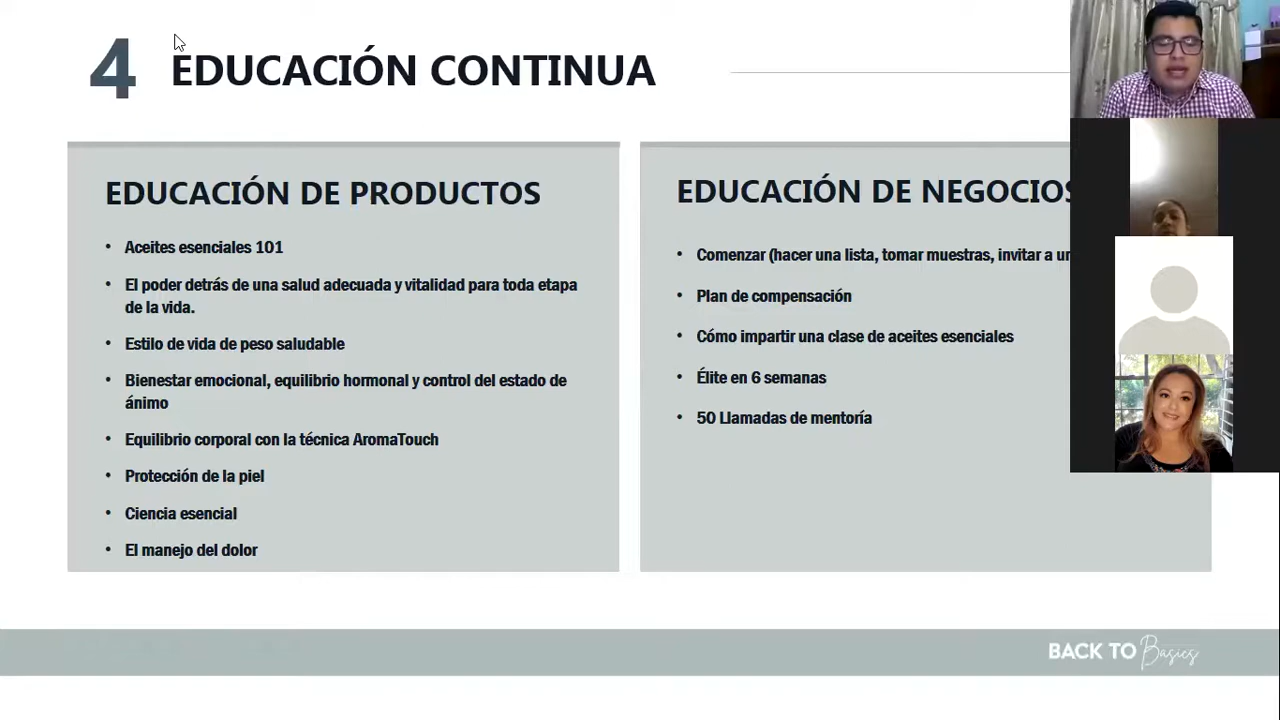 4 EDUCACIÓN CONTINUA
EDUCACIÓN DE PRODUCTOS
• Aceites esenciales 101
• El poder detrás de una salud adecuada y vitalidad para toda etapa
de la vida.
• Estilo de vida de peso saludable
• Bienestar emocional, equilibrio hormonal y control del estado de
ánimo
• Equilibrio corporal con la técnica AromaTouch
• Protección de la piel
• Ciencia esencial
• El manejo del dolor
EDUCACIÓN DE NEGOCIOS
• Comenzar (hacer una lista, tomar muestras, invitar a
• Plan de compensación
• Cómo impartir una clase de aceites esenciales
• Élite en 6 semanas
• 50 Llamadas de mentoría
BACK TO Basics